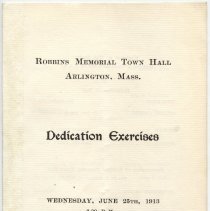 Robbins Memorial Town Hall
Arlington, Mass.
Dedication Exercises
WEDNESDAY, JUNE 25TH, 1913